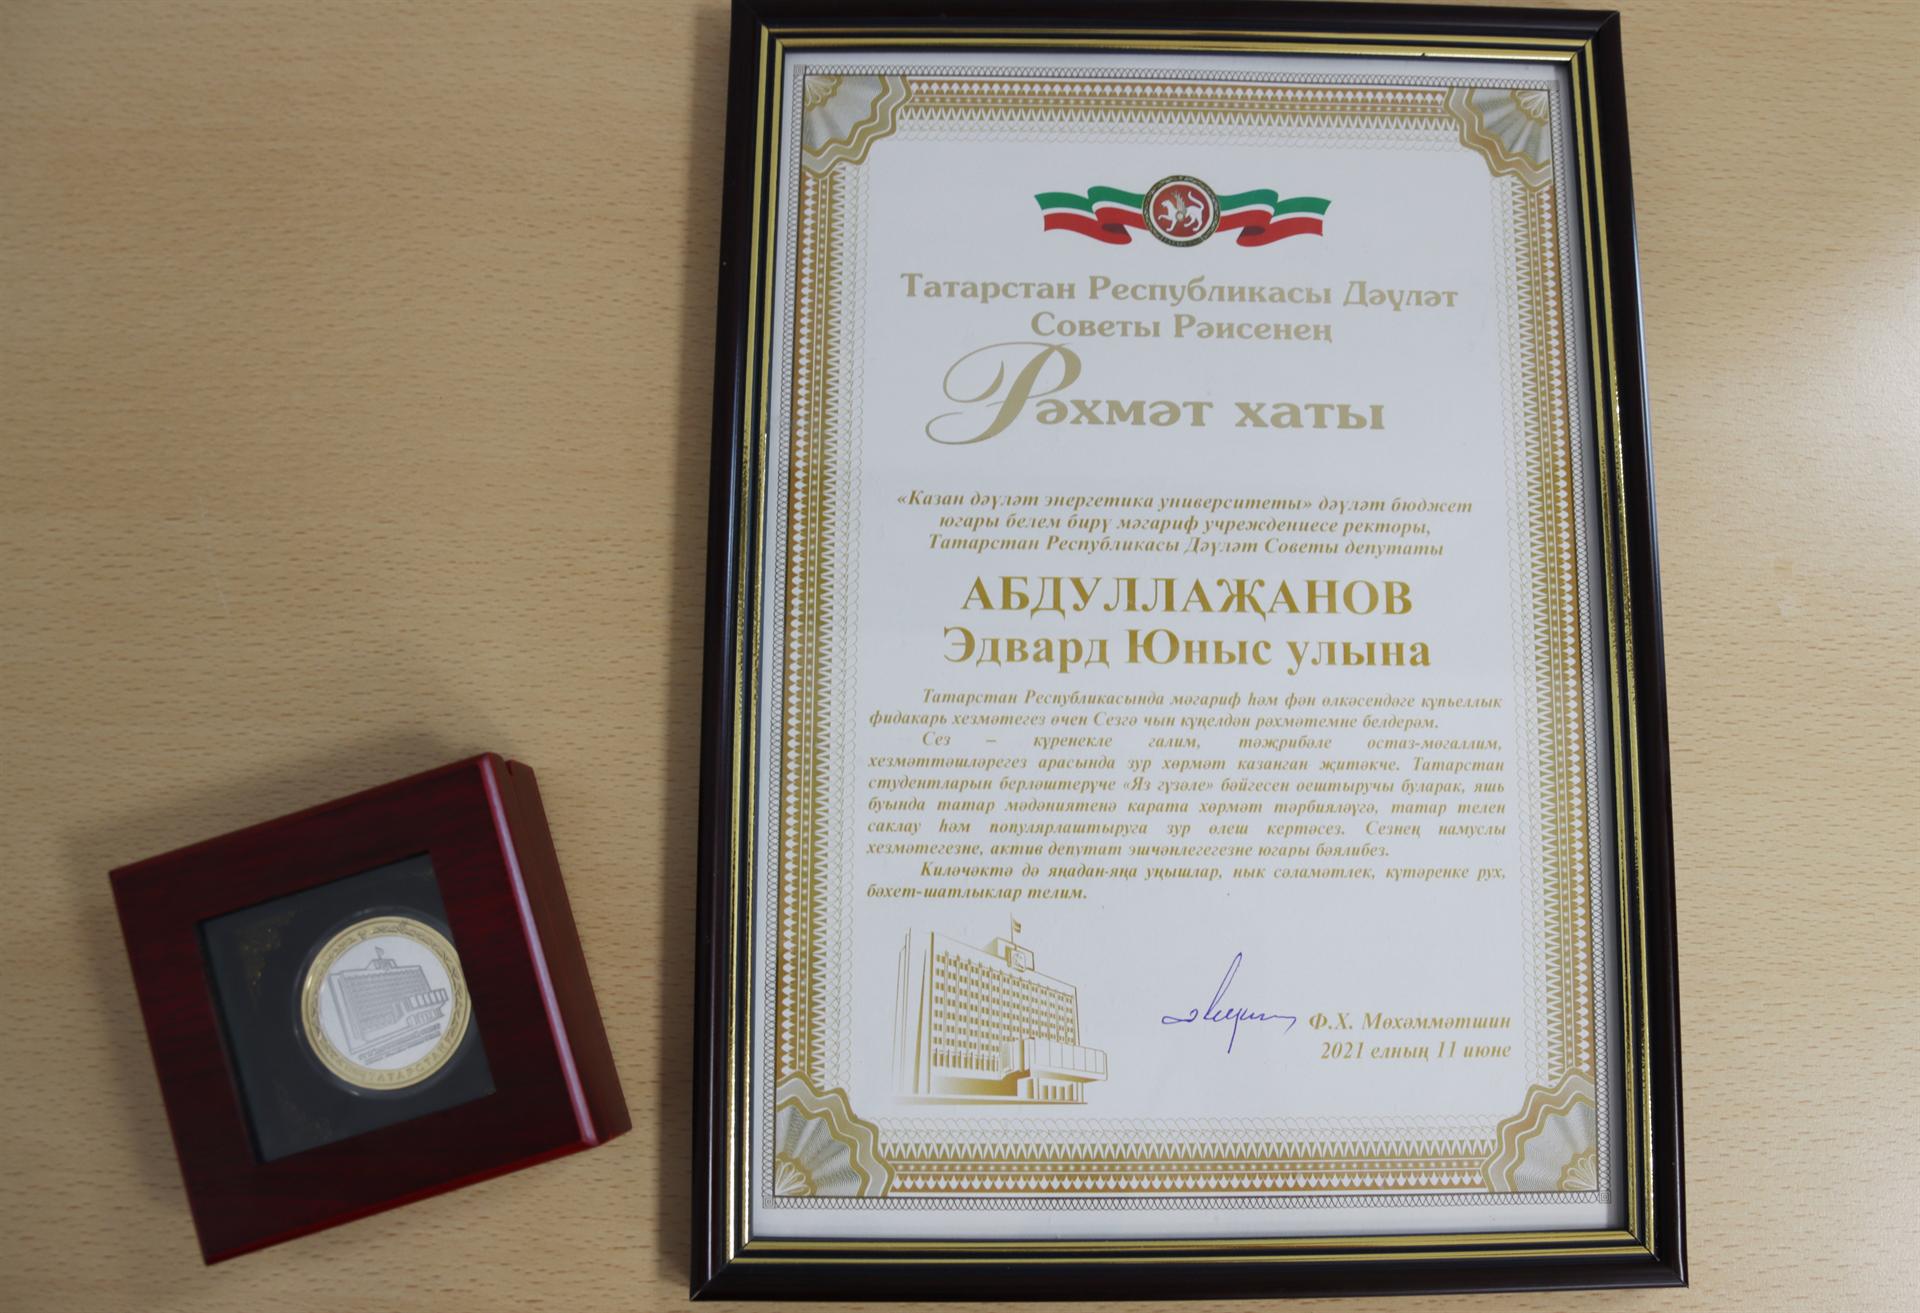 Татарстан Республикасы Дәүләт
Советы Рәисенең
Рәхмәт хаты
«Казан дәүләт энергетика университеты» дәүләт бюджет
югары белем бирү мәгариф учреждениесе ректоры,
Татарстан Республикасы Дәүләт Советы депутаты
АБДУЛЛАҖАНОВ
Эдвард Юныс улына
Татарстан Республикасында мәгариф һәм фән өлкәсендәге күпьеллык
фидакарь хезмәтегез өчен Сезгә чын күңелдән рәхмәтемне белдерәм.
Сез – күренекле галим, тәҗрибәле остаз-мөгаллим,
хезмәттәшләрегез арасында зур хөрмәт казанган җитәкче. Татарстан
студентларын берләштерүче «Яз гүзәле» бәйгесен оештыручы буларак, яшь
буында татар мәдәниятенә карата хөрмәт тәрбияләүгә, татар телен
саклау һәм популярлаштыруга зур өлеш кертәсез. Сезнең намуслы
хезмәтегезне, актив депутат эшчәнлегегезне югары бәялибез.
Киләчәктә дә яңадан-яңа уңышлар, нык сәламәтлек, күтәренке рух,
бәхет-шатлыклар телим.
Ф.Х. Мөхәммәтшин
2021 елның 11 июне
ТАТАРСТАН